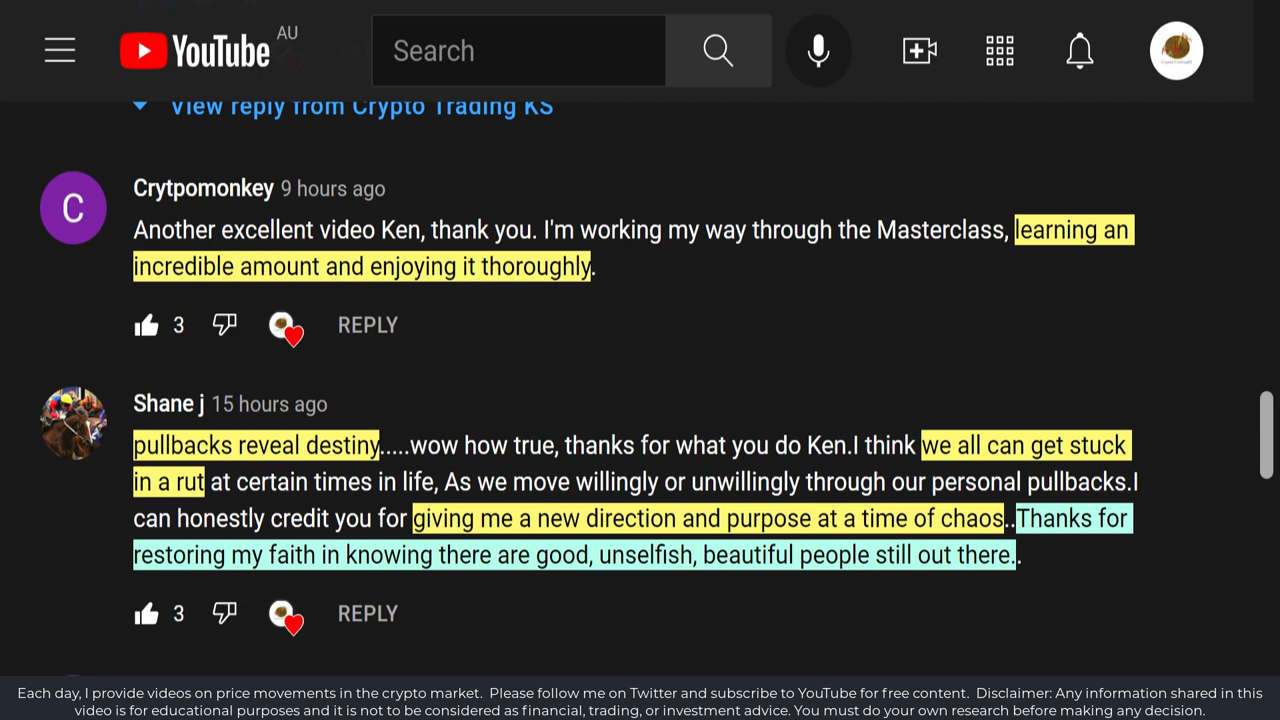 YouTube AU
Search
View reply from Crypto Trading KS
C
Crytpomonkey 9 hours ago
Another excellent video Ken, thank you. I'm working my way through the Masterclass, learning an
incredible amount and enjoying it thoroughly.
3 REPLY
Shane j 15 hours ago
pullbacks reveal destiny.....wow how true, thanks for what you do Ken.I think we all can get stuck
in a rut at certain times in life, As we move willingly or unwillingly through our personal pullbacks.I
can honestly credit you for giving me a new direction and purpose at a time of chaos..Thanks for
restoring my faith in knowing there are good, unselfish, beautiful people still out there..
3 REPLY
Each day, I provide videos on price movements in the crypto market. Please follow me on Twitter and subscribe to YouTube for free content. Disclaimer: Any information shared in this
video is for educational purposes and it is not to be considered as financial, trading, or investment advice. You must do your own research before making any decision.